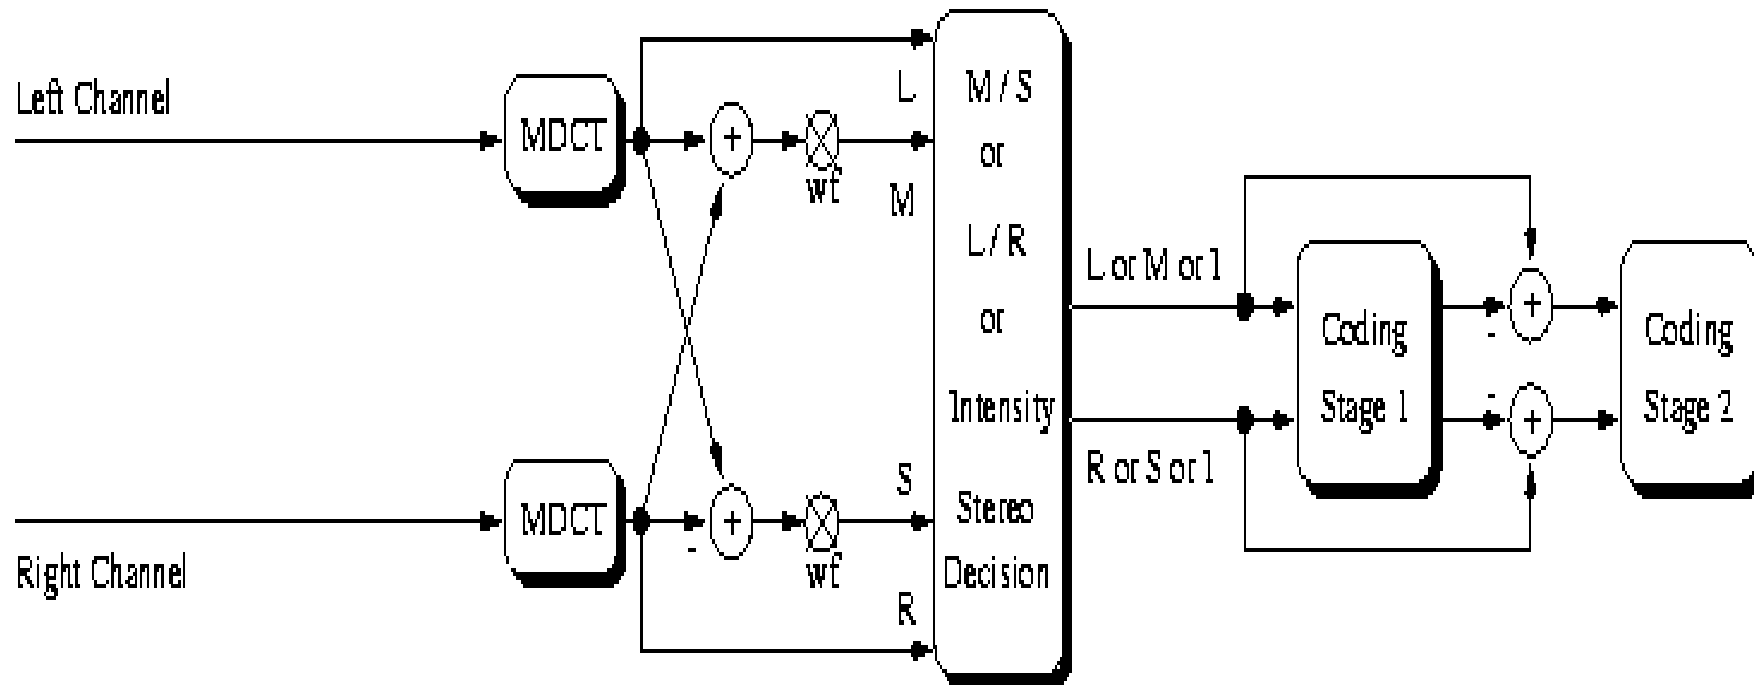 Left Channel
MDCT
+
wf
L
M
M / S
or
L / R
or
Intensity
Stereo
Decision
Right Channel
MDCT
-
+
wf
S
R
L or M or I
R or S or I
Coding
Stage 1
+
-
-
+
Coding
Stage 2